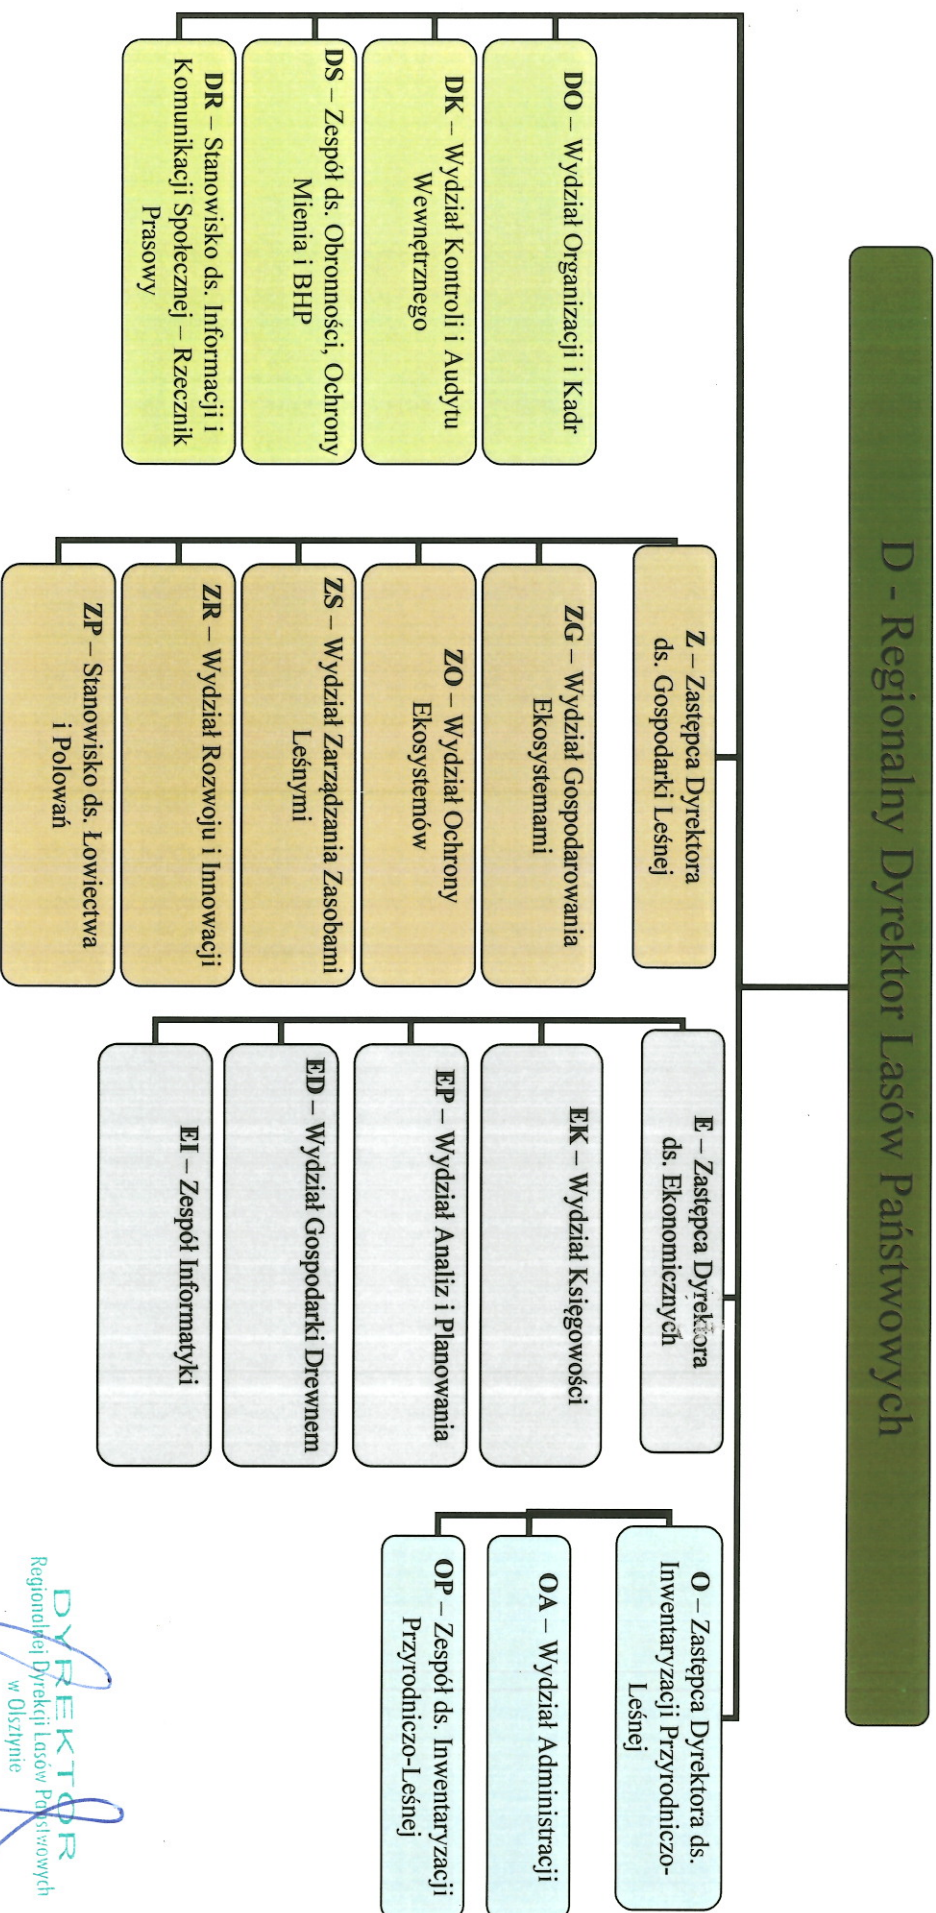 D - Regionalny Dyrektor Lasów Państwowych
DO – Wydział Organizacji i Kadr
DK – Wydział Kontroli i Audytu
Wewnętrznego
DS – Zespół ds. Obronności, Ochrony
Mienia i BHP
DR – Stanowisko ds. Informacji i
Komunikacji Społecznej – Rzecznik
Prasowy
Z – Zastępca Dyrektora
ds. Gospodarki Leśnej
ZG – Wydział Gospodarowania
Ekosystemami
ZO – Wydział Ochrony
Ekosystemów
ZS – Wydział Zarządzania Zasobami
Leśnymi
ZR – Wydział Rozwoju i Innowacji
ZP – Stanowisko ds. Łowiectwa
i Polowań
E – Zastępca Dyrektora
ds. Ekonomicznych
EK – Wydział Księgowości
EP – Wydział Analiz i Planowania
ED – Wydział Gospodarki Drewnem
EI – Zespół Informatyki
O – Zastępca Dyrektora ds.
Inwentaryzacji Przyrodniczo-
Leśnej
OA – Wydział Administracji
OP – Zespół ds. Inwentaryzacji
Przyrodniczo-Leśnej
DYREKTOR
Regionalnej Dyrekcji Lasów Państwowych
w Olsztynie